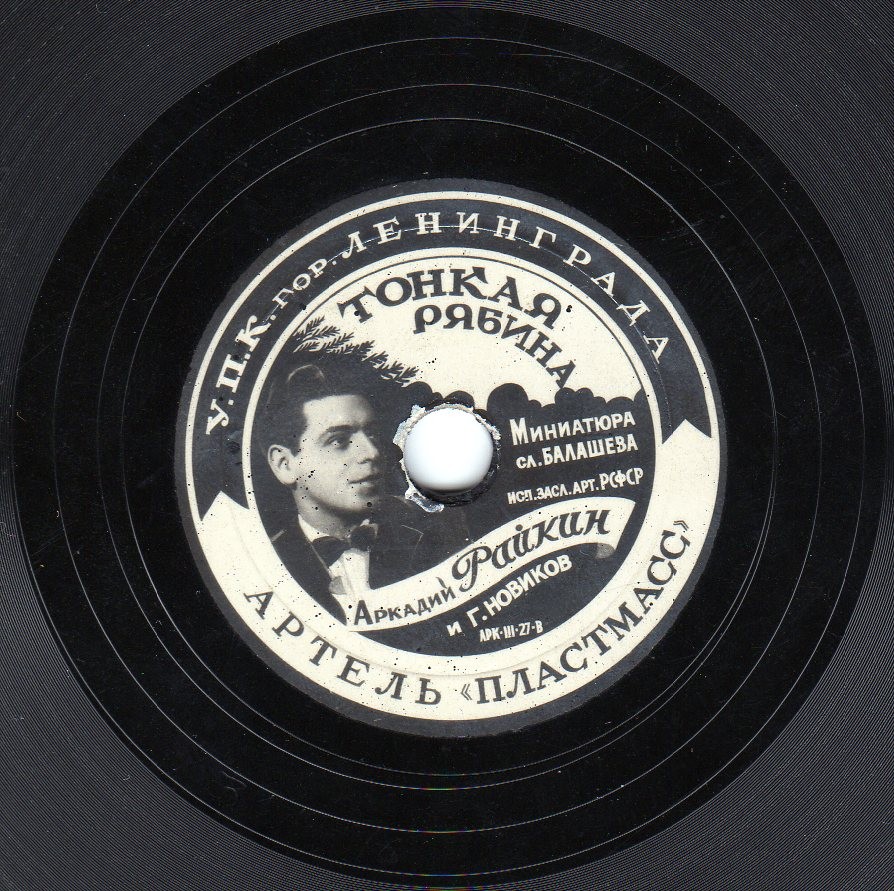 У.П.К. ГОР. ЛЕНИНГРАДА
ТОНКАЯ
РЯБИНА
МИНИАТЮРА
СЛ. БАЛАШЕВА
ИСП. ЗАСЛ. АРТ. РСФСР
АРКАДИЙ РАЙКИН
И Г. НОВИКОВ
АРК-III-27-В
АРТЕЛЬ «ПЛАСТМАСС»